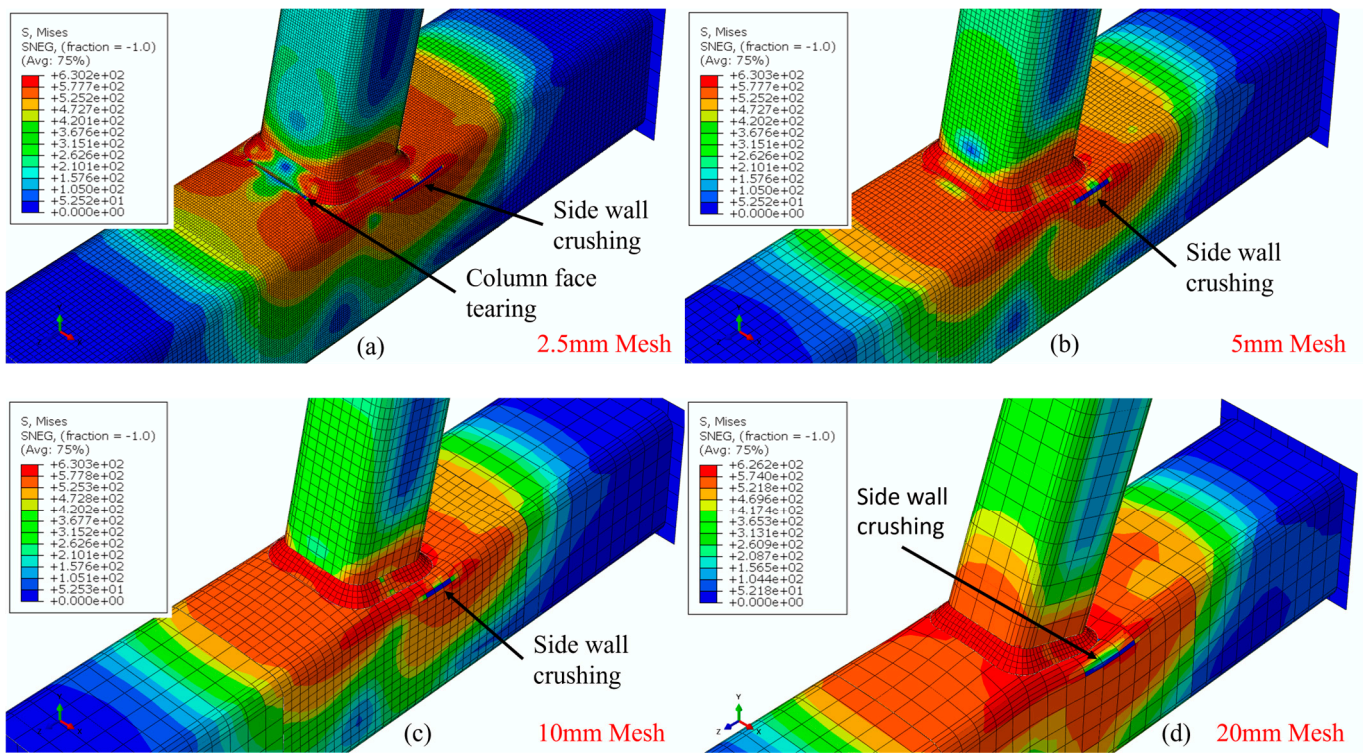 S, Mises
SNEG, (fraction = -1.0)
(Avg: 75%)
+6.302e+02
+5.777e+02
+5.252e+02
+4.727e+02
+4.201e+02
+3.676e+02
+3.151e+02
+2.626e+02
+2.101e+02
+1.576e+02
+1.050e+02
+5.252e+01
+0.000e+00
Side wall
crushing
Column face
tearing
(a)
2.5mm Mesh
S, Mises
SNEG, (fraction = -1.0)
(Avg: 75%)
+6.303e+02
+5.777e+02
+5.252e+02
+4.727e+02
+4.202e+02
+3.676e+02
+3.151e+02
+2.626e+02
+2.101e+02
+1.576e+02
+1.050e+02
+5.252e+01
+0.000e+00
Side wall
crushing
(b)
5mm Mesh
S, Mises
SNEG, (fraction = -1.0)
(Avg: 75%)
+6.303e+02
+5.778e+02
+5.253e+02
+4.728e+02
+4.202e+02
+3.677e+02
+3.152e+02
+2.626e+02
+2.101e+02
+1.576e+02
+1.051e+02
+5.253e+01
+0.000e+00
Side wall
crushing
(c)
10mm Mesh
S, Mises
SNEG, (fraction = -1.0)
(Avg: 75%)
+6.262e+02
+5.740e+02
+5.218e+02
+4.696e+02
+4.174e+02
+3.653e+02
+3.131e+02
+2.609e+02
+2.087e+02
+1.565e+02
+1.044e+02
+5.218e+01
+0.000e+00
Side wall
crushing
Y
Z
X
(d)
20mm Mesh